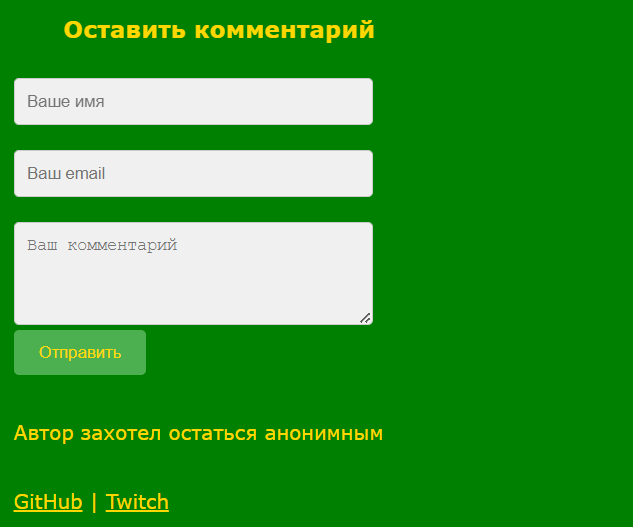 Оставить комментарий
Ваше имя
Ваш email
Ваш комментарий
Отправить
Автор захотел остаться анонимным
GitHub | Twitch